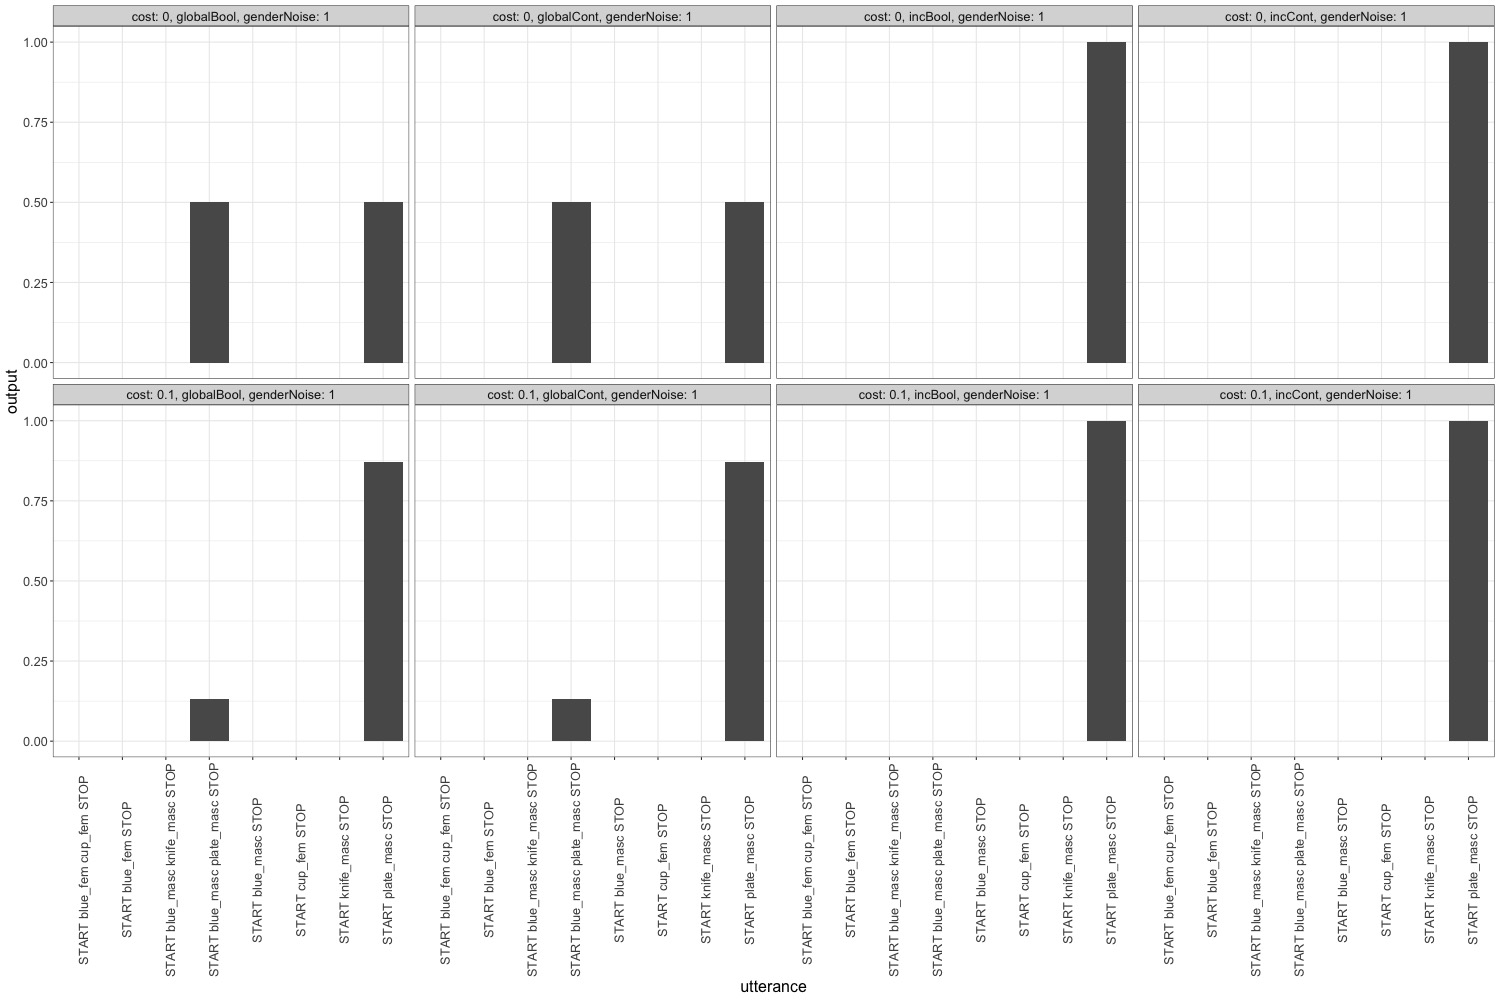 cost: 0, globalBool, genderNoise: 1
cost: 0, globalCont, genderNoise: 1
cost: 0, incBool, genderNoise: 1
cost: 0, incCont, genderNoise: 1
1.00
0.75
0.50
0.25
0.00
output
cost: 0.1, globalBool, genderNoise: 1
cost: 0.1, globalCont, genderNoise: 1
cost: 0.1, incBool, genderNoise: 1
cost: 0.1, incCont, genderNoise: 1
1.00
0.75
0.50
0.25
0.00
START blue_fem cup_fem STOP
START blue_fem STOP
START blue_masc knife_masc STOP
START blue_masc plate_masc STOP
START blue_masc STOP
START cup_fem STOP
START knife_masc STOP
START plate_masc STOP
START blue_fem cup_fem STOP
START blue_fem STOP
START blue_masc knife_masc STOP
START blue_masc plate_masc STOP
START blue_masc STOP
START cup_fem STOP
START knife_masc STOP
START plate_masc STOP
START blue_fem cup_fem STOP
START blue_fem STOP
START blue_masc knife_masc STOP
START blue_masc plate_masc STOP
START blue_masc STOP
START cup_fem STOP
START knife_masc STOP
START plate_masc STOP
START blue_fem cup_fem STOP
START blue_fem STOP
START blue_masc knife_masc STOP
START blue_masc plate_masc STOP
START blue_masc STOP
START cup_fem STOP
START knife_masc STOP
START plate_masc STOP
utterance